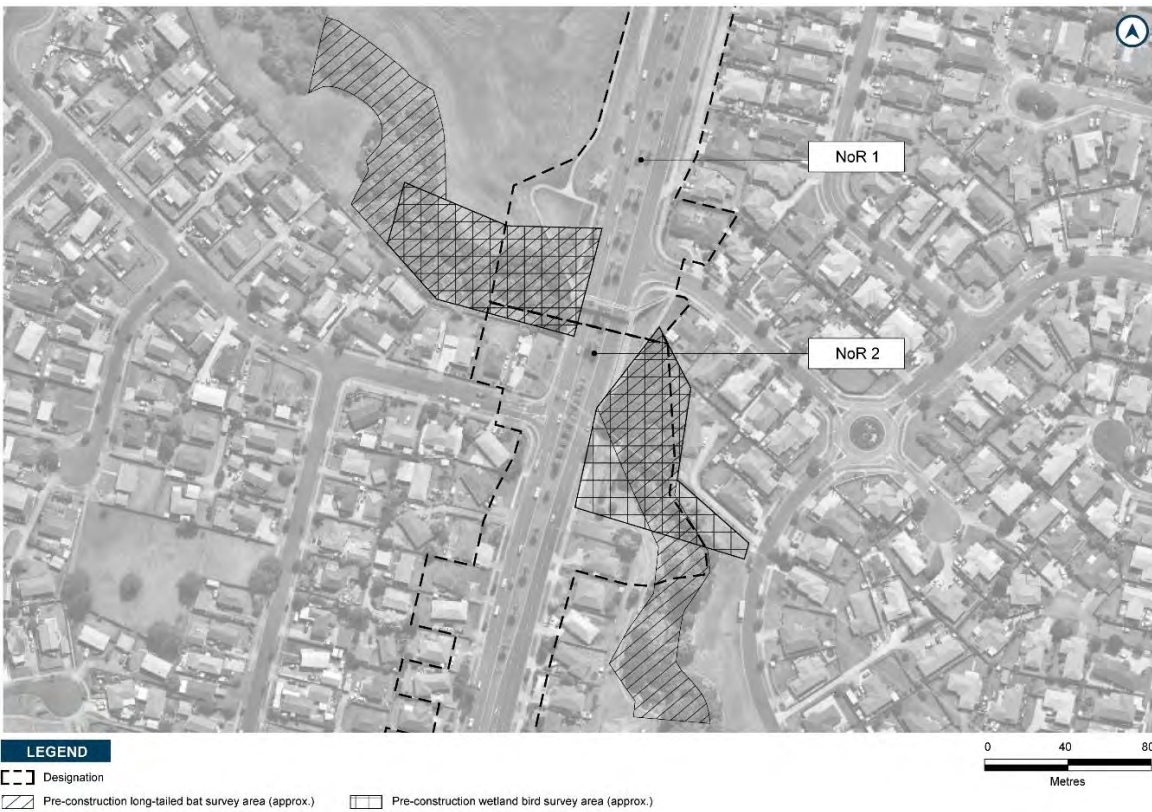 NoR 1
NoR 2
LEGEND
Designation
Pre-construction long-tailed bat survey area (approx.)
Pre-construction wetland bird survey area (approx.)
0 40 80
Metres